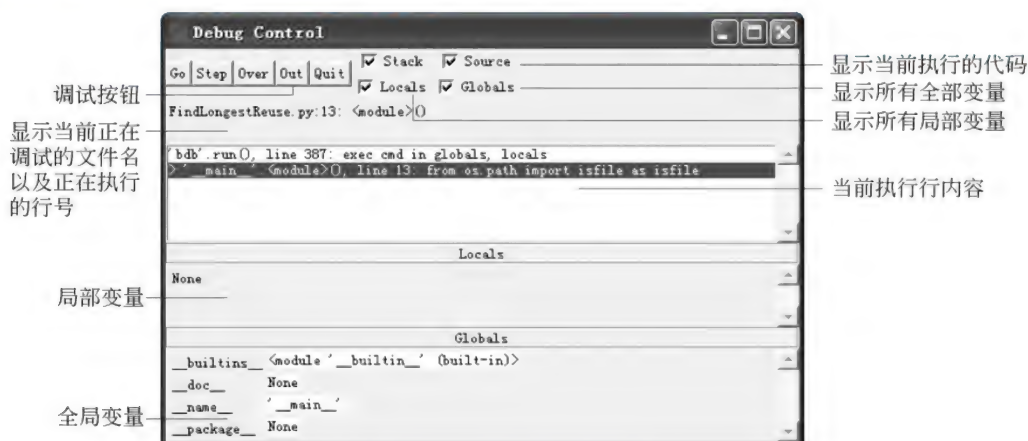 Debug Control
Go Step Over Out Quit
Stack Source
Locals Globals
FindLongestReuse.py:13: <module>()
'bdb'.run(), line 387: exec cmd in globals, locals
> '__main__' <module>(), line 13: from os.path import isfile as isfile
Locals
None
Globals
__builtins__ <module '__builtin__' (built-in)>
__doc__ None
__name__ '__main__'
__package__ None
调试按钮
显示当前正在
调试的文件名
以及正在执行
的行号
局部变量
全局变量
显示当前执行的代码
显示所有全部变量
显示所有局部变量
当前执行行内容